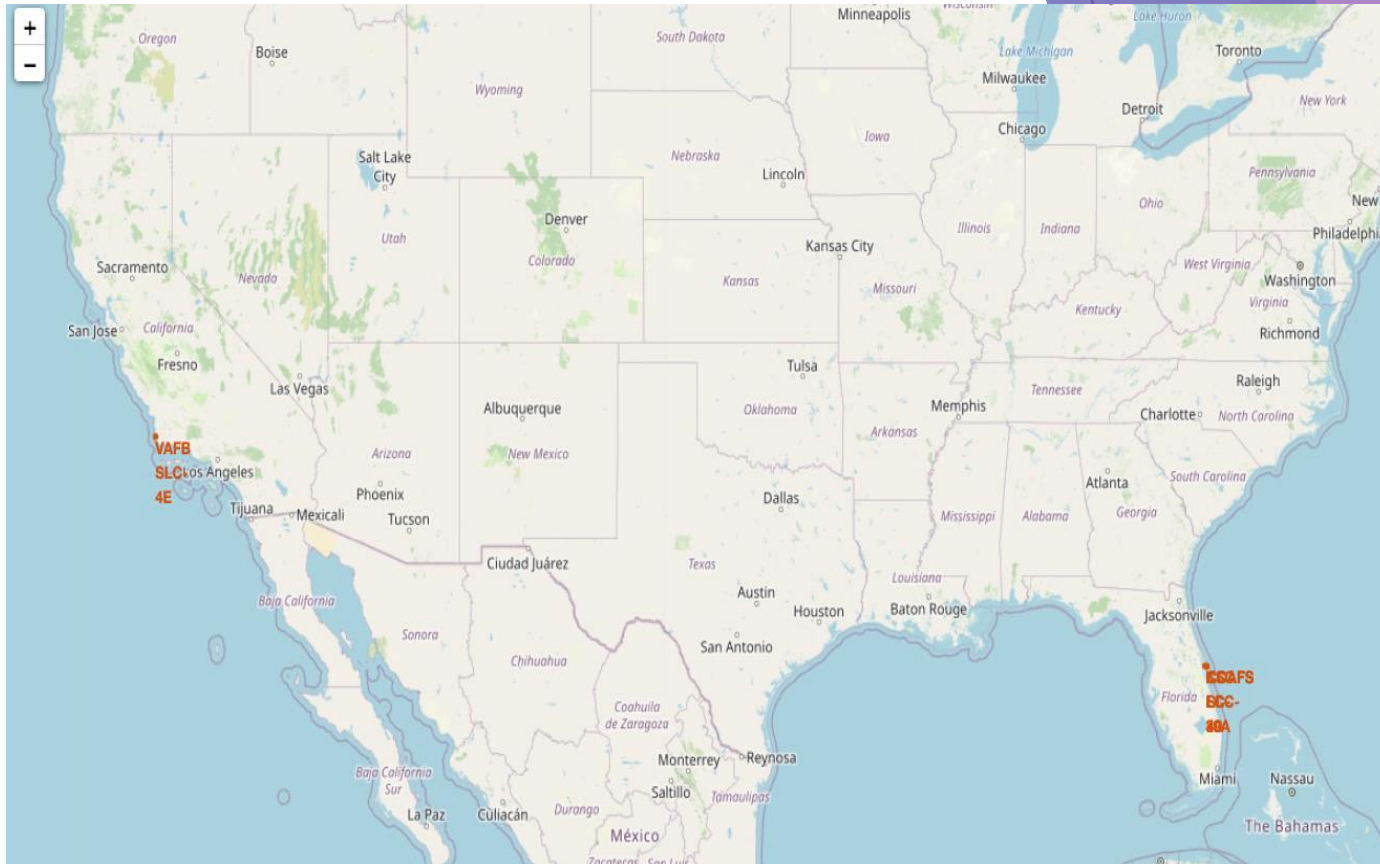 +
−
Oregon
Boise
Wyoming
South Dakota
Minneapolis
Lake Michigan
Milwaukee
Lake Huron
Toronto
Detroit
New York
Chicago
Iowa
Salt Lake
City
Nebraska
Lincoln
Pennsylvania
New
Ohio
Denver
Utah
Colorado
Illinois
Indiana
Kansas City
Sacramento
Nevada
Kansas
Missouri
West Virginia
Washington
Virginia
San Jose
California
Kentucky
Richmond
Fresno
Las Vegas
Tulsa
Raleigh
Albuquerque
Oklahoma
Memphis
Tennessee
Charlotte
North Carolina
Arkansas
VAFB
SLC-
4E
Los Angeles
Arizona
New Mexico
Atlanta
South Carolina
Phoenix
Dallas
Tijuana
Mexicali
Tucson
Mississippi
Alabama
Georgia
Ciudad Juárez
Texas
Louisiana
Baja California
Austin
Houston
Baton Rouge
Jacksonville
Sonora
Chihuahua
San Antonio
Florida
Coahuila
de Zaragoza
Monterrey
Reynosa
Baja California
Sur
Saltillo
Tamaulipas
Miami
Nassau
La Paz
Culiacán
Durango
México
The Bahamas
Zacatecas